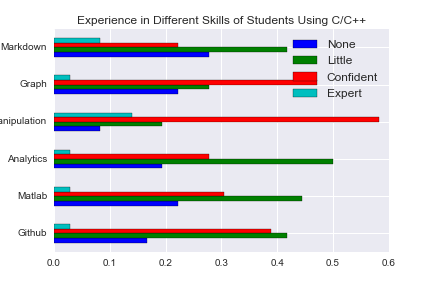 Experience in Different Skills of Students Using C/C++
None
Little
Confident
Expert
Markdown
Graph
anipulation
Analytics
Matlab
Github
0.0 0.1 0.2 0.3 0.4 0.5 0.6